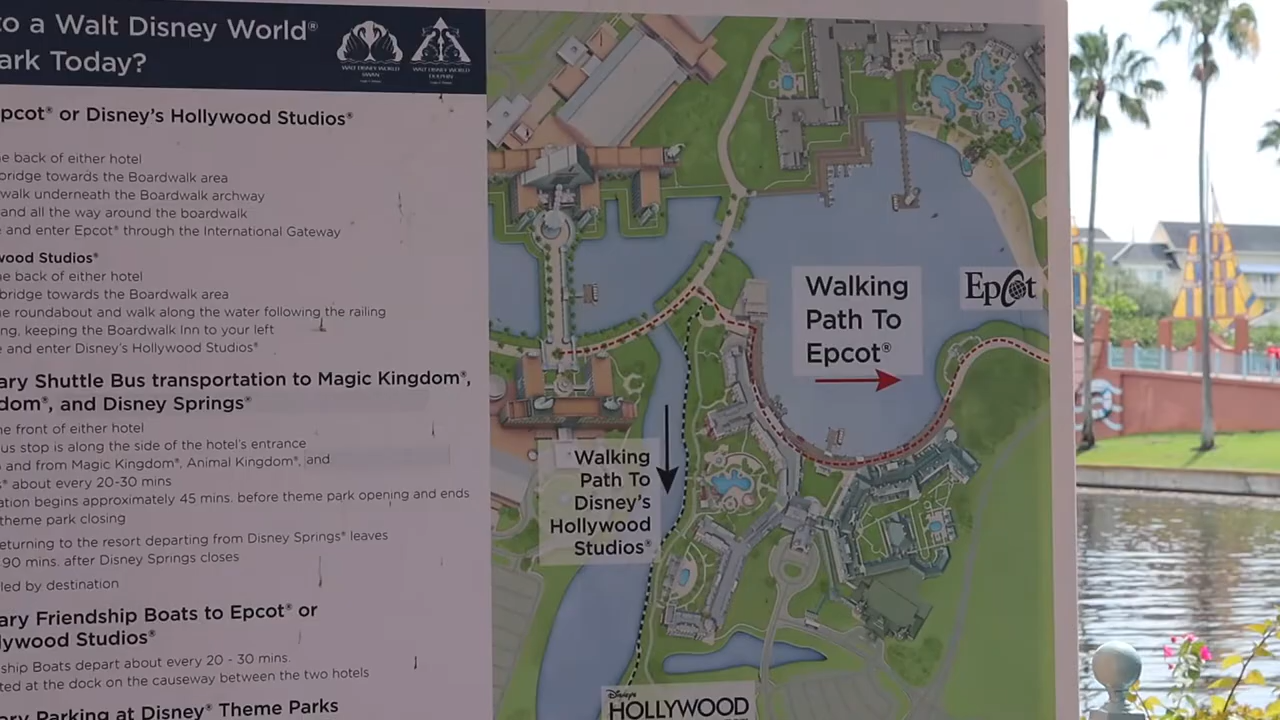 to a Walt Disney World®
ark Today?
WALT DISNEY WORLD
SWAN
WALT DISNEY WORLD
DOLPHIN
pcot® or Disney's Hollywood Studios®
e back of either hotel
bridge towards the Boardwalk area
walk underneath the Boardwalk archway
and all the way around the boardwalk
e and enter Epcot® through the International Gateway
wood Studios®
he back of either hotel
bridge towards the Boardwalk area
e roundabout and walk along the water following the railing
ng, keeping the Boardwalk Inn to your left
e and enter Disney's Hollywood Studios®
ary Shuttle Bus transportation to Magic Kingdom®,
dom®, and Disney Springs®
he front of either hotel
us stop is along the side of the hotel's entrance
and from Magic Kingdom®, Animal Kingdom®, and
s® about every 20-30 mins
ation begins approximately 45 mins. before theme park opening and ends
theme park closing
eturning to the resort departing from Disney Springs® leaves
90 mins. after Disney Springs closes
led by destination
ary Friendship Boats to Epcot® or
llywood Studios®
ship Boats depart about every 20 - 30 mins.
ted at the dock on the causeway between the two hotels
ary Parking at Disney® Theme Parks
Walking
Path To
Epcot®
Epcot
Walking
Path To
Disney's
Hollywood
Studios®
Disney's
HOLLYWOOD